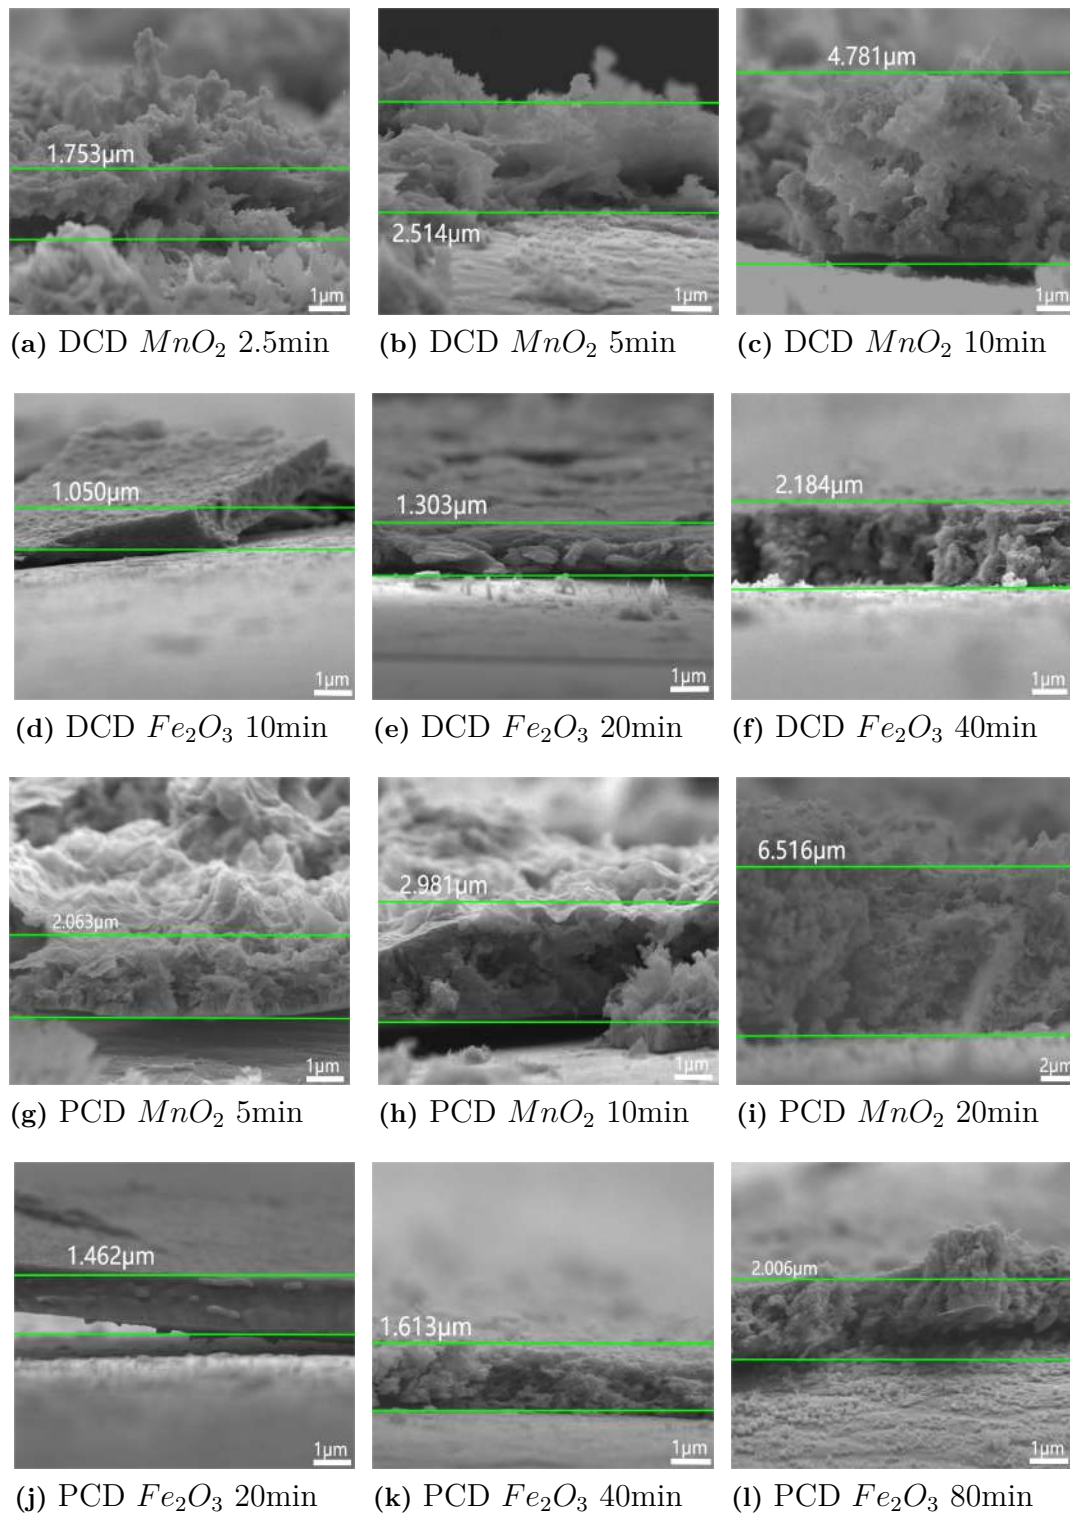 1.753μm
1μm
2.514μm
1μm
4.781μm
1μm
(a) DCD MnO₂ 2.5min
(b) DCD MnO₂ 5min
(c) DCD MnO₂ 10min
1.050μm
1μm
1.303μm
1μm
2.184μm
1μm
(d) DCD Fe₂O₃ 10min
(e) DCD Fe₂O₃ 20min
(f) DCD Fe₂O₃ 40min
2.063μm
1μm
2.981μm
1μm
6.516μm
2μm
(g) PCD MnO₂ 5min
(h) PCD MnO₂ 10min
(i) PCD MnO₂ 20min
1.462μm
1μm
1.613μm
1μm
2.006μm
1μm
(j) PCD Fe₂O₃ 20min
(k) PCD Fe₂O₃ 40min
(l) PCD Fe₂O₃ 80min